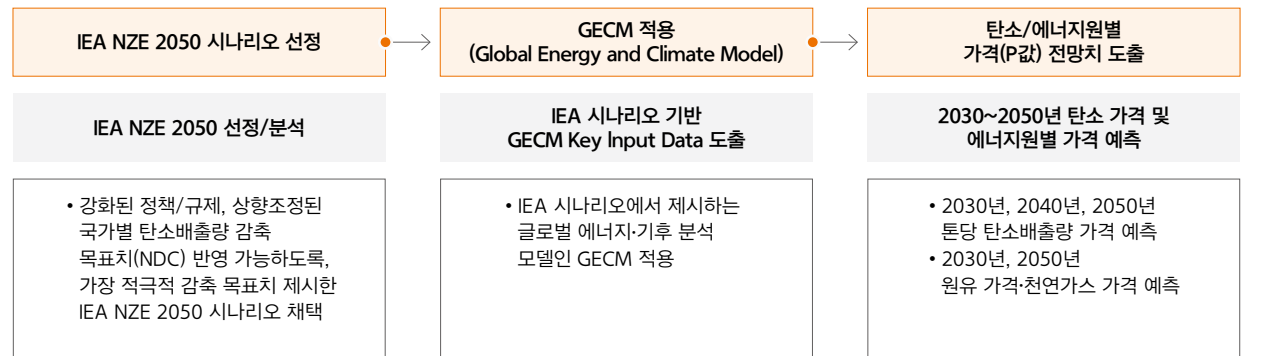 IEA NZE 2050 시나리오 선정
GECM 적용
(Global Energy and Climate Model)
탄소/에너지원별
가격(P값) 전망치 도출
IEA NZE 2050 선정/분석
IEA 시나리오 기반
GECM Key Input Data 도출
2030~2050년 탄소 가격 및
에너지원별 가격 예측
• 강화된 정책/규제, 상향조정된
국가별 탄소배출량 감축
목표치(NDC) 반영 가능하도록,
가장 적극적 감축 목표치 제시한
IEA NZE 2050 시나리오 채택
• IEA 시나리오에서 제시하는
글로벌 에너지·기후 분석
모델인 GECM 적용
• 2030년, 2040년, 2050년
톤당 탄소배출량 가격 예측
• 2030년, 2050년
원유 가격·천연가스 가격 예측